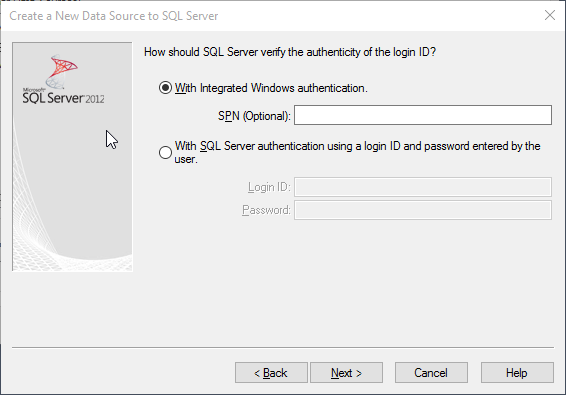 Create a New Data Source to SQL Server
How should SQL Server verify the authenticity of the login ID?
Microsoft
SQL Server 2012
With Integrated Windows authentication.
SPN (Optional):
With SQL Server authentication using a login ID and password entered by the
user.
Login ID:
Password:
< Back
Next >
Cancel
Help